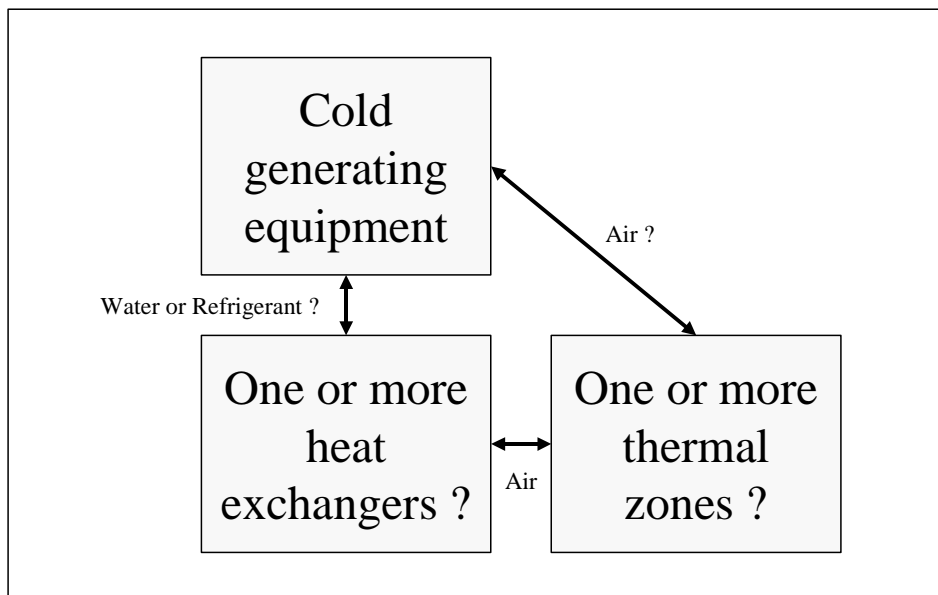 Cold
generating
equipment
Air ?
Water or Refrigerant ?
One or more
heat
exchangers ?
Air
One or more
thermal
zones ?